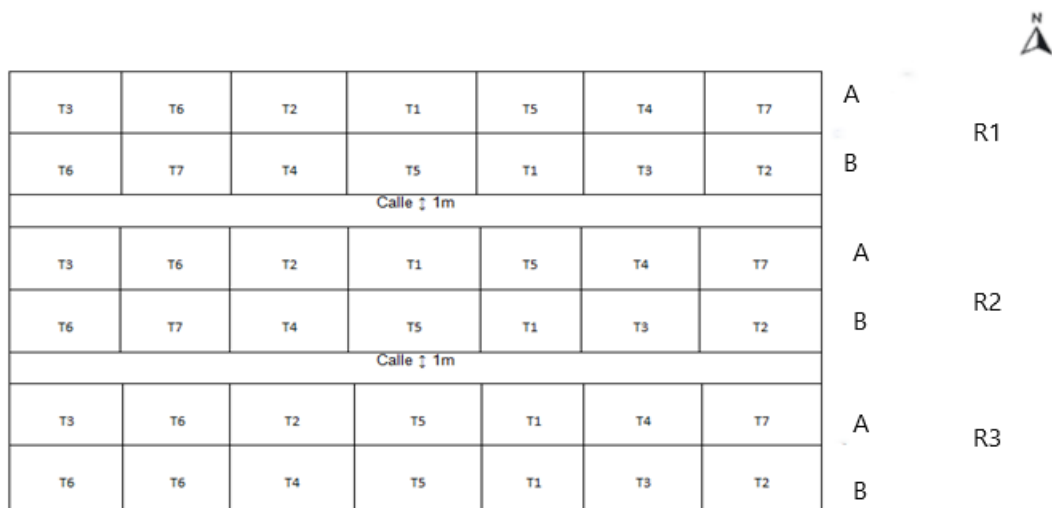 N
T3 T6 T2 T1 T5 T4 T7 A
R1
T6 T7 T4 T5 T1 T3 T2 B
Calle ↕ 1m
T3 T6 T2 T1 T5 T4 T7 A
R2
T6 T7 T4 T5 T1 T3 T2 B
Calle ↕ 1m
T3 T6 T2 T5 T1 T4 T7 A
R3
T6 T6 T4 T5 T1 T3 T2 B